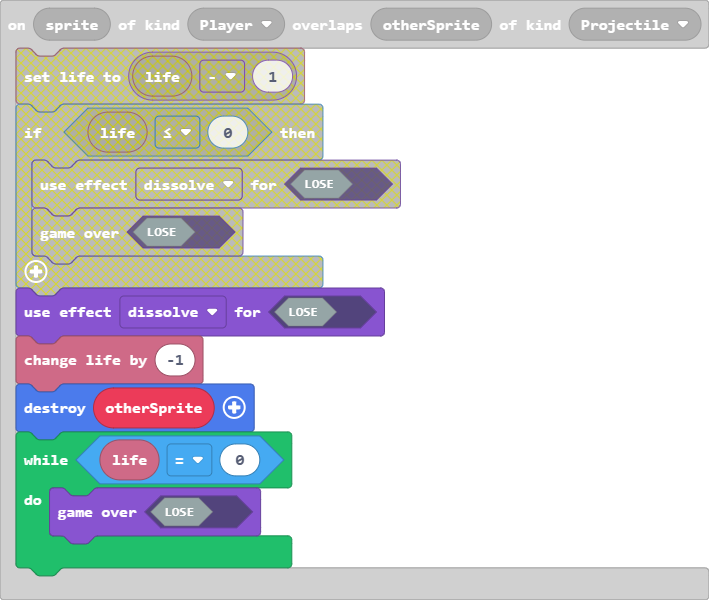 on sprite of kind Player overlaps otherSprite of kind Projectile
set life to life - 1
if life ≤ 0 then
use effect dissolve for LOSE
game over LOSE
use effect dissolve for LOSE
change life by -1
destroy otherSprite
while life = 0
do
game over LOSE